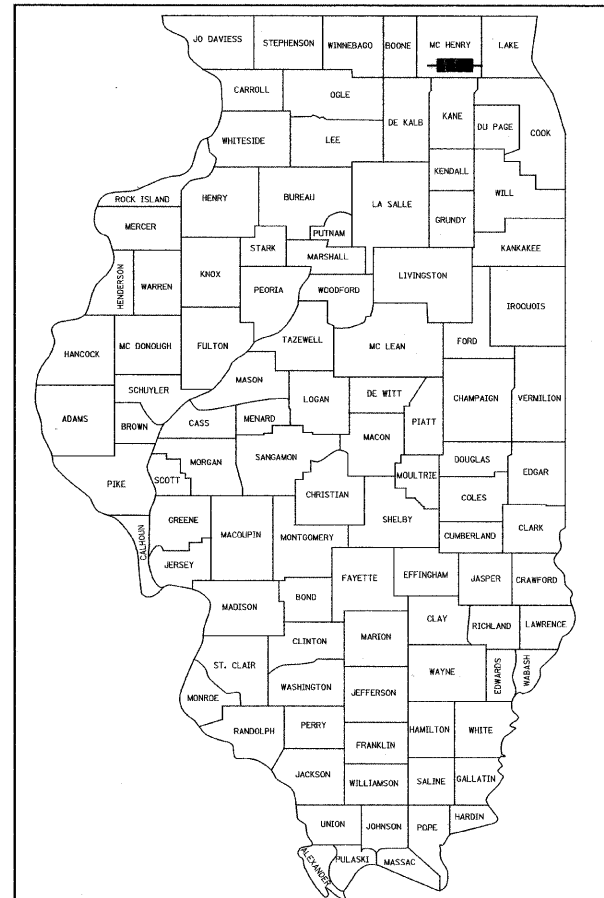 JO DAVIESS
STEPHENSON
WINNEBAGO
BOONE
MC HENRY
LAKE
CARROLL
OGLE
DE KALB
KANE
DU PAGE
COOK
WHITESIDE
LEE
KENDALL
WILL
ROCK ISLAND
HENRY
BUREAU
LA SALLE
GRUNDY
MERCER
PUTNAM
KANKAKEE
STARK
MARSHALL
HENDERSON
WARREN
KNOX
PEORIA
WOODFORD
LIVINGSTON
IROQUOIS
FORD
TAZEWELL
MC LEAN
HANCOCK
MC DONOUGH
FULTON
MASON
SCHUYLER
LOGAN
DE WITT
CHAMPAIGN
VERMILION
ADAMS
BROWN
CASS
MENARD
MACON
PIATT
PIKE
SCOTT
MORGAN
SANGAMON
CHRISTIAN
MOULTRIE
DOUGLAS
COLES
EDGAR
CALHOUN
GREENE
MACOUPIN
MONTGOMERY
SHELBY
CUMBERLAND
CLARK
JERSEY
FAYETTE
EFFINGHAM
JASPER
CRAWFORD
MADISON
BOND
CLAY
RICHLAND
LAWRENCE
CLINTON
MARION
ST. CLAIR
WAYNE
EDWARDS
WABASH
WASHINGTON
JEFFERSON
MONROE
RANDOLPH
PERRY
HAMILTON
WHITE
FRANKLIN
JACKSON
WILLIAMSON
SALINE
GALLATIN
UNION
JOHNSON
POPE
HARDIN
ALEXANDER
PULASKI
MASSAC